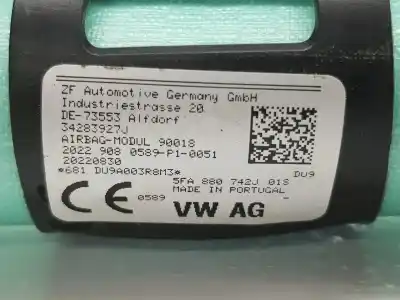 ZF Automotive Germany GmbH
Industriestrasse 20
DE-73553 Alfdorf
34283927J
AIRBAG-MODUL 90018
2022 908 0589-P1-0051
20220830
*681 DU9A003R8M3*
DU9
5FA 880 742J 01S
MADE IN PORTUGAL
CE 0589 VW AG